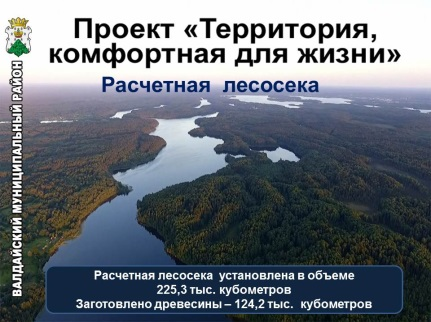 Проект «Территория,
комфортная для жизни»
Расчетная лесосека
ВАЛДАЙСКИЙ МУНИЦИПАЛЬНЫЙ РАЙОН
Расчетная лесосека установлена в объеме
225,3 тыс. кубометров
Заготовлено древесины – 124,2 тыс. кубометров